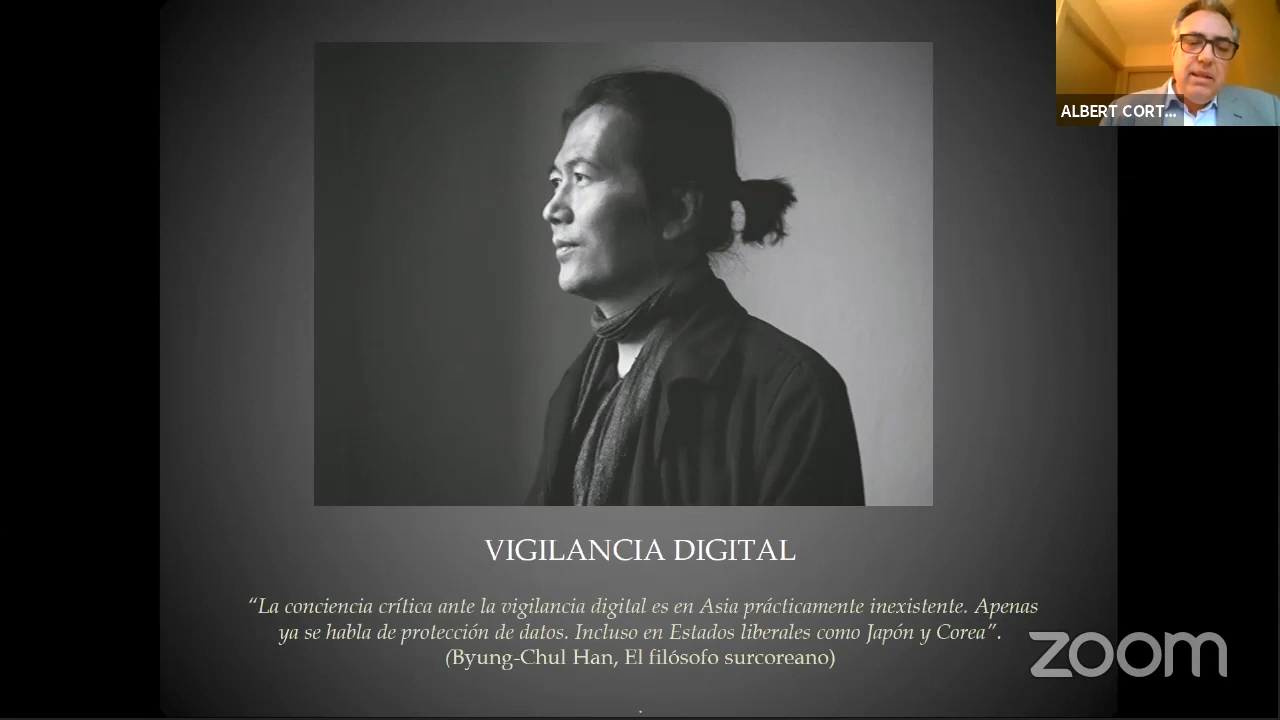 ALBERT CORT...
VIGILANCIA DIGITAL
“La conciencia crítica ante la vigilancia digital es en Asia prácticamente inexistente. Apenas
ya se habla de protección de datos. Incluso en Estados liberales como Japón y Corea”.
(Byung-Chul Han, El filósofo surcoreano)
zoom
.